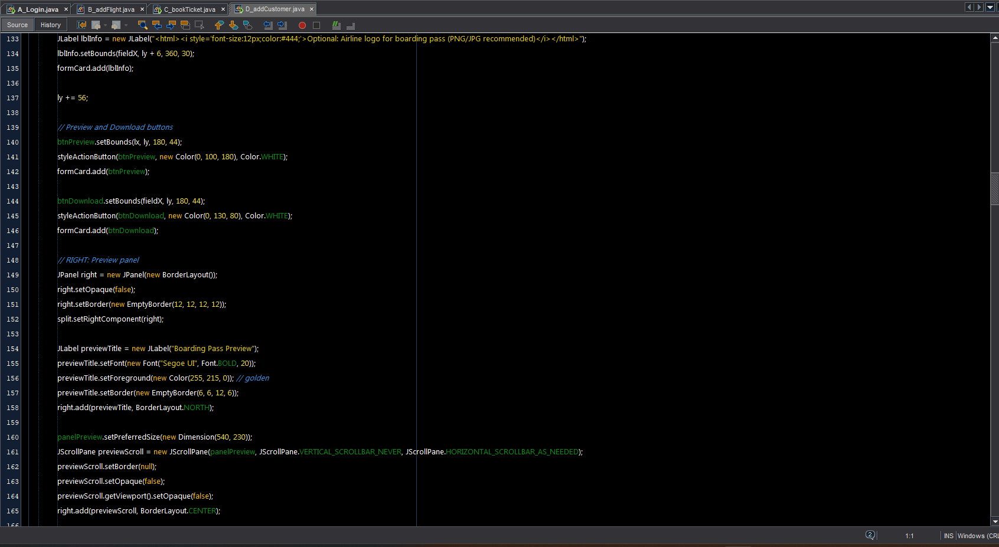 A_Login.java × B_addFlight.java × C_bookTicket.java × D_addCustomer.java ×
Source History
133 JLabel lblInfo = new JLabel("<html><i style='font-size:12px;color:#444;'>Optional: Airline logo for boarding pass (PNG/JPG recommended)</i></html>");
134 lblInfo.setBounds(fieldX, ly + 6, 360, 30);
135 formCard.add(lblInfo);
136
137 ly += 56;
138
139 // Preview and Download buttons
140 btnPreview.setBounds(lx, ly, 180, 44);
141 styleActionButton(btnPreview, new Color(0, 100, 180), Color.WHITE);
142 formCard.add(btnPreview);
143
144 btnDownload.setBounds(fieldX, ly, 180, 44);
145 styleActionButton(btnDownload, new Color(0, 130, 80), Color.WHITE);
146 formCard.add(btnDownload);
147
148 // RIGHT: Preview panel
149 JPanel right = new JPanel(new BorderLayout());
150 right.setOpaque(false);
151 right.setBorder(new EmptyBorder(12, 12, 12, 12));
152 split.setRightComponent(right);
153
154 JLabel previewTitle = new JLabel("Boarding Pass Preview");
155 previewTitle.setFont(new Font("Segoe UI", Font.BOLD, 20));
156 previewTitle.setForeground(new Color(255, 215, 0)); // golden
157 previewTitle.setBorder(new EmptyBorder(6, 6, 12, 6));
158 right.add(previewTitle, BorderLayout.NORTH);
159
160 panelPreview.setPreferredSize(new Dimension(540, 230));
161 JScrollPane previewScroll = new JScrollPane(panelPreview, JScrollPane.VERTICAL_SCROLLBAR_NEVER, JScrollPane.HORIZONTAL_SCROLLBAR_AS_NEEDED);
162 previewScroll.setBorder(null);
163 previewScroll.setOpaque(false);
164 previewScroll.getViewport().setOpaque(false);
165 right.add(previewScroll, BorderLayout.CENTER);
166
2 1:1 INS Windows (CRL